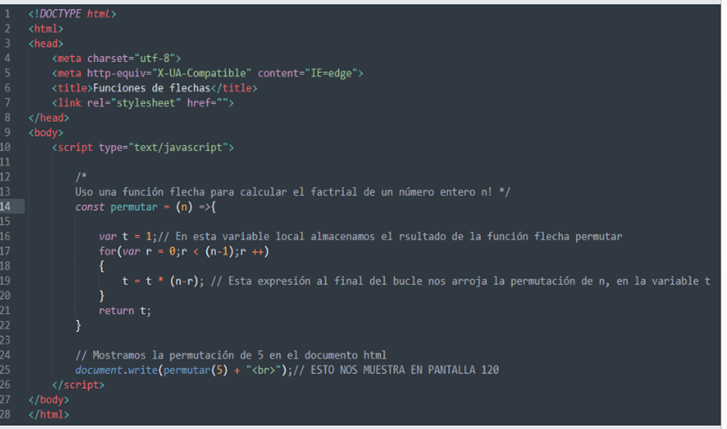 1 <!DOCTYPE html>
2 <html>
3 <head>
4 <meta charset="utf-8">
5 <meta http-equiv="X-UA-Compatible" content="IE=edge">
6 <title>Funciones de flechas</title>
7 <link rel="stylesheet" href="">
8 </head>
9 <body>
10 <script type="text/javascript">
11
12 /*
13 Uso una función flecha para calcular el factrial de un número entero n! */
14 const permutar = (n) =>{
15
16 var t = 1;// En esta variable local almacenamos el rsultado de la función flecha permutar
17 for(var r = 0;r < (n-1);r ++)
18 {
19 t = t * (n-r); // Esta expresión al final del bucle nos arroja la permutación de n, en la variable t
20 }
21 return t;
22 }
23
24 // Mostramos la permutación de 5 en el documento html
25 document.write(permutar(5) + "<br>");// ESTO NOS MUESTRA EN PANTALLA 120
26 </script>
27 </body>
28 </html>